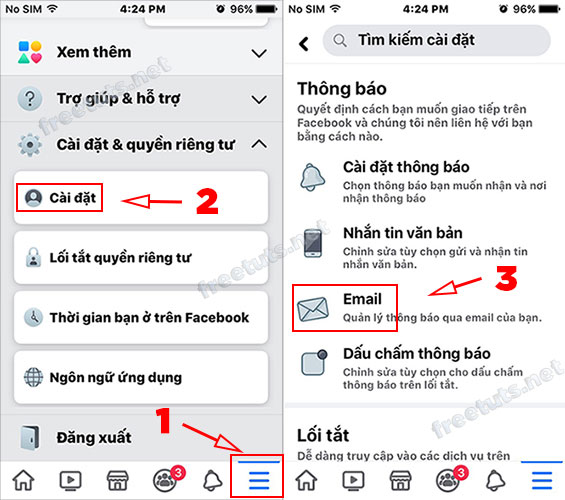 No SIM 4:24 PM 96%
Xem thêm
Trợ giúp & hỗ trợ
Cài đặt & quyền riêng tư
Cài đặt
2
Lối tắt quyền riêng tư
Thời gian bạn ở trên Facebook
Ngôn ngữ ứng dụng
1
Đăng xuất
3
freetuts.net
freetuts.net
No SIM 4:24 PM 96%
Tìm kiếm cài đặt
Thông báo
Quyết định cách bạn muốn giao tiếp trên
Facebook và chúng tôi nên liên hệ với bạn
bằng cách nào.
Cài đặt thông báo
Chọn thông báo bạn muốn nhận và nơi
nhận thông báo
Nhắn tin văn bản
Chỉnh sửa tùy chọn gửi và nhận tin
nhắn văn bản.
3
Email
Quản lý thông báo qua email của bạn.
Dấu chấm thông báo
Chỉnh sửa tùy chọn cho dấu chấm
thông báo trên lối tắt.
Lối tắt
Dễ dàng truy cập vào các dịch vụ trên
3
freetuts.net
freetuts.net